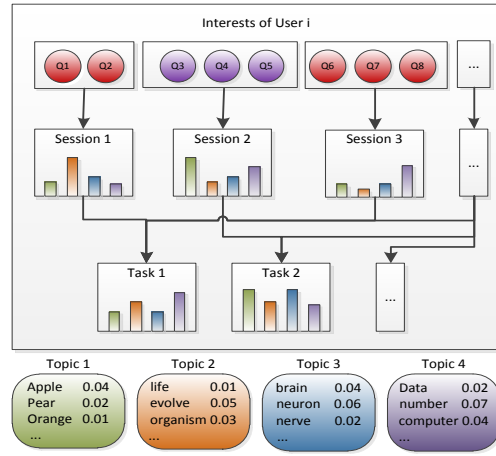 Interests of User i
Q1 Q2 Q3 Q4 Q5 Q6 Q7 Q8 ...
Session 1 Session 2 Session 3 ...
Task 1 Task 2 ...
Topic 1 Topic 2 Topic 3 Topic 4
Apple 0.04 life 0.01 brain 0.04 Data 0.02
Pear 0.02 evolve 0.05 neuron 0.06 number 0.07
Orange 0.01 organism 0.03 nerve 0.02 computer 0.04
... ... ... ...